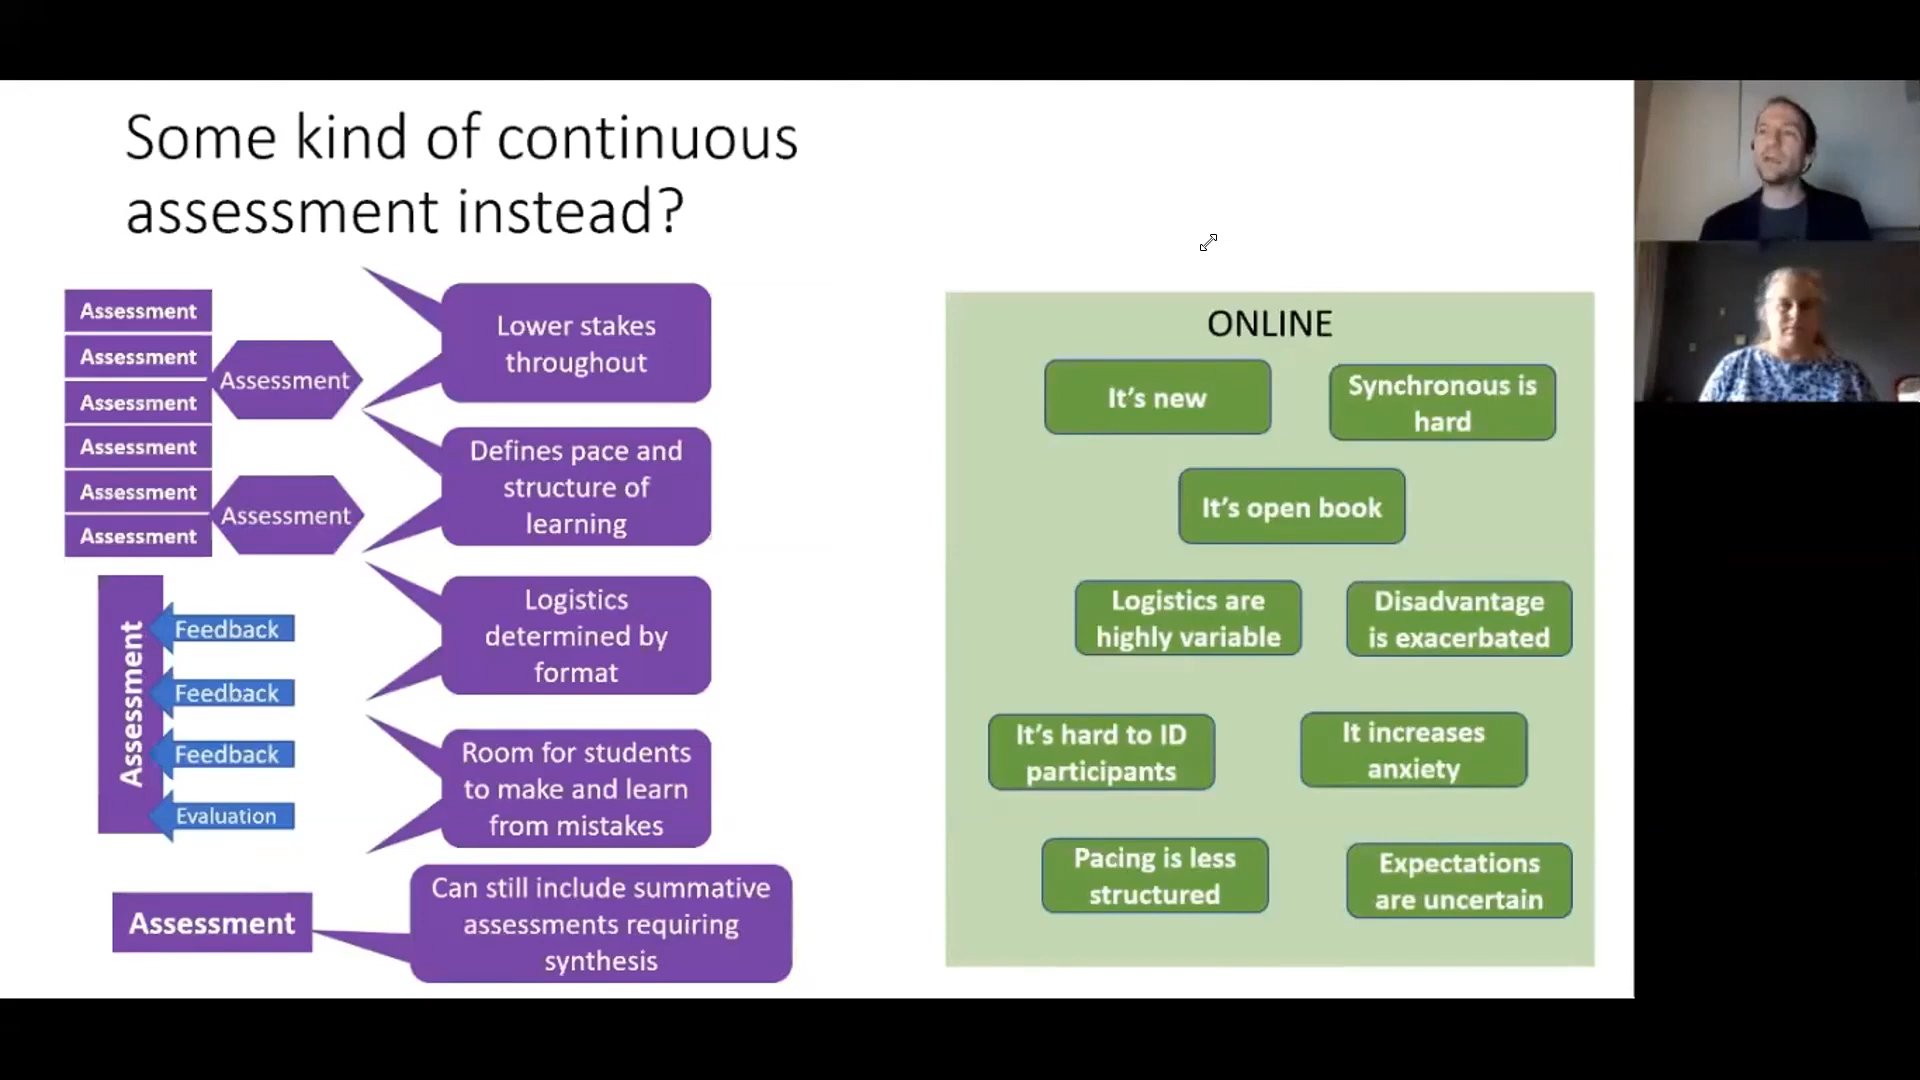 Some kind of continuous
assessment instead?
Assessment
Assessment
Assessment
Assessment
Assessment
Assessment
Assessment
Assessment
Assessment
Feedback
Feedback
Feedback
Evaluation
Assessment
Lower stakes
throughout
Defines pace and
structure of
learning
Logistics
determined by
format
Room for students
to make and learn
from mistakes
Can still include summative
assessments requiring
synthesis
ONLINE
It's new
Synchronous is
hard
It's open book
Logistics are
highly variable
Disadvantage
is exacerbated
It's hard to ID
participants
It increases
anxiety
Pacing is less
structured
Expectations
are uncertain